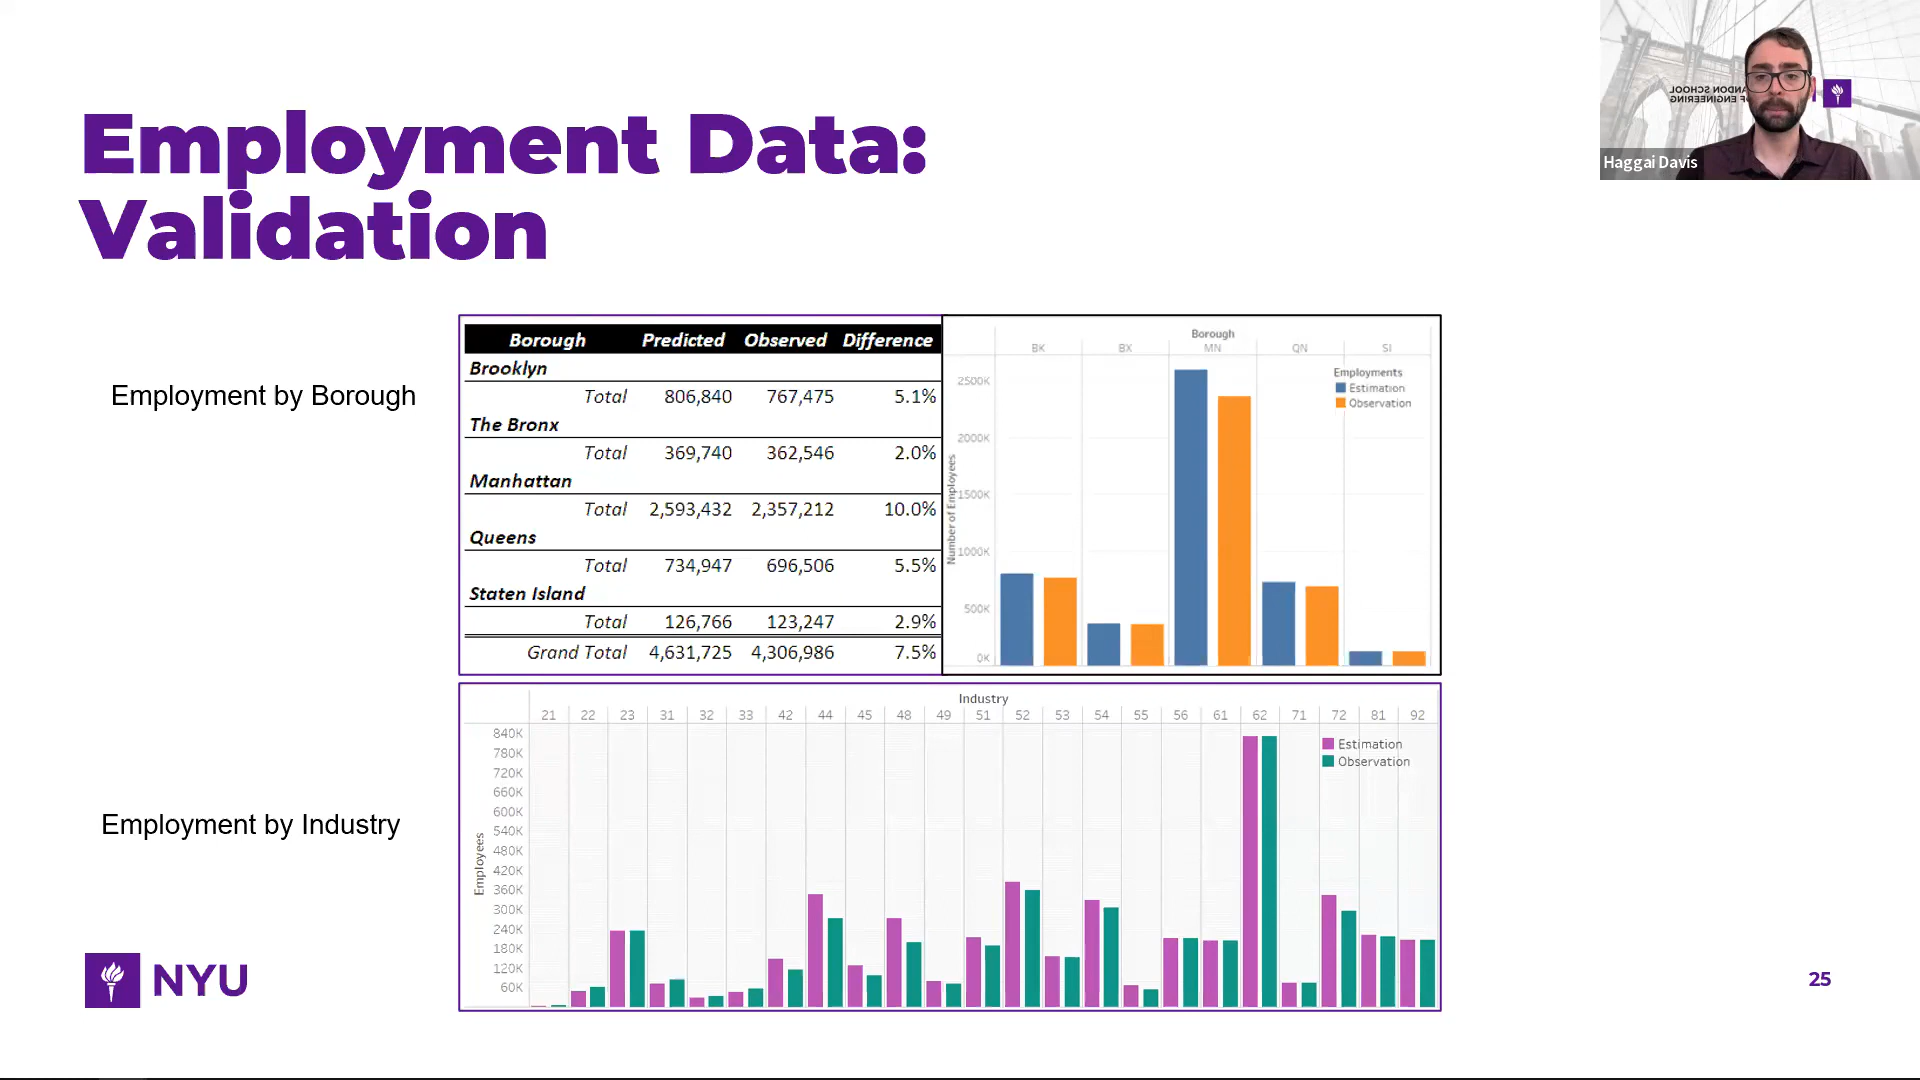 Employment Data:
Validation
ANDON SCHOOL
OF ENGINEERING
Haggai Davis
Employment by Borough
Borough Predicted Observed Difference
Brooklyn
Total 806,840 767,475 5.1%
The Bronx
Total 369,740 362,546 2.0%
Manhattan
Total 2,593,432 2,357,212 10.0%
Queens
Total 734,947 696,506 5.5%
Staten Island
Total 126,766 123,247 2.9%
Grand Total 4,631,725 4,306,986 7.5%
Borough
BK BX MN QN SI
Employments
Estimation
Observation
Number of Employees
2500K
2000K
1500K
1000K
500K
0K
Employment by Industry
Industry
21 22 23 31 32 33 42 44 45 48 49 51 52 53 54 55 56 61 62 71 72 81 92
Estimation
Observation
Employees
840K
780K
720K
660K
600K
540K
480K
420K
360K
300K
240K
180K
120K
60K
NYU
25